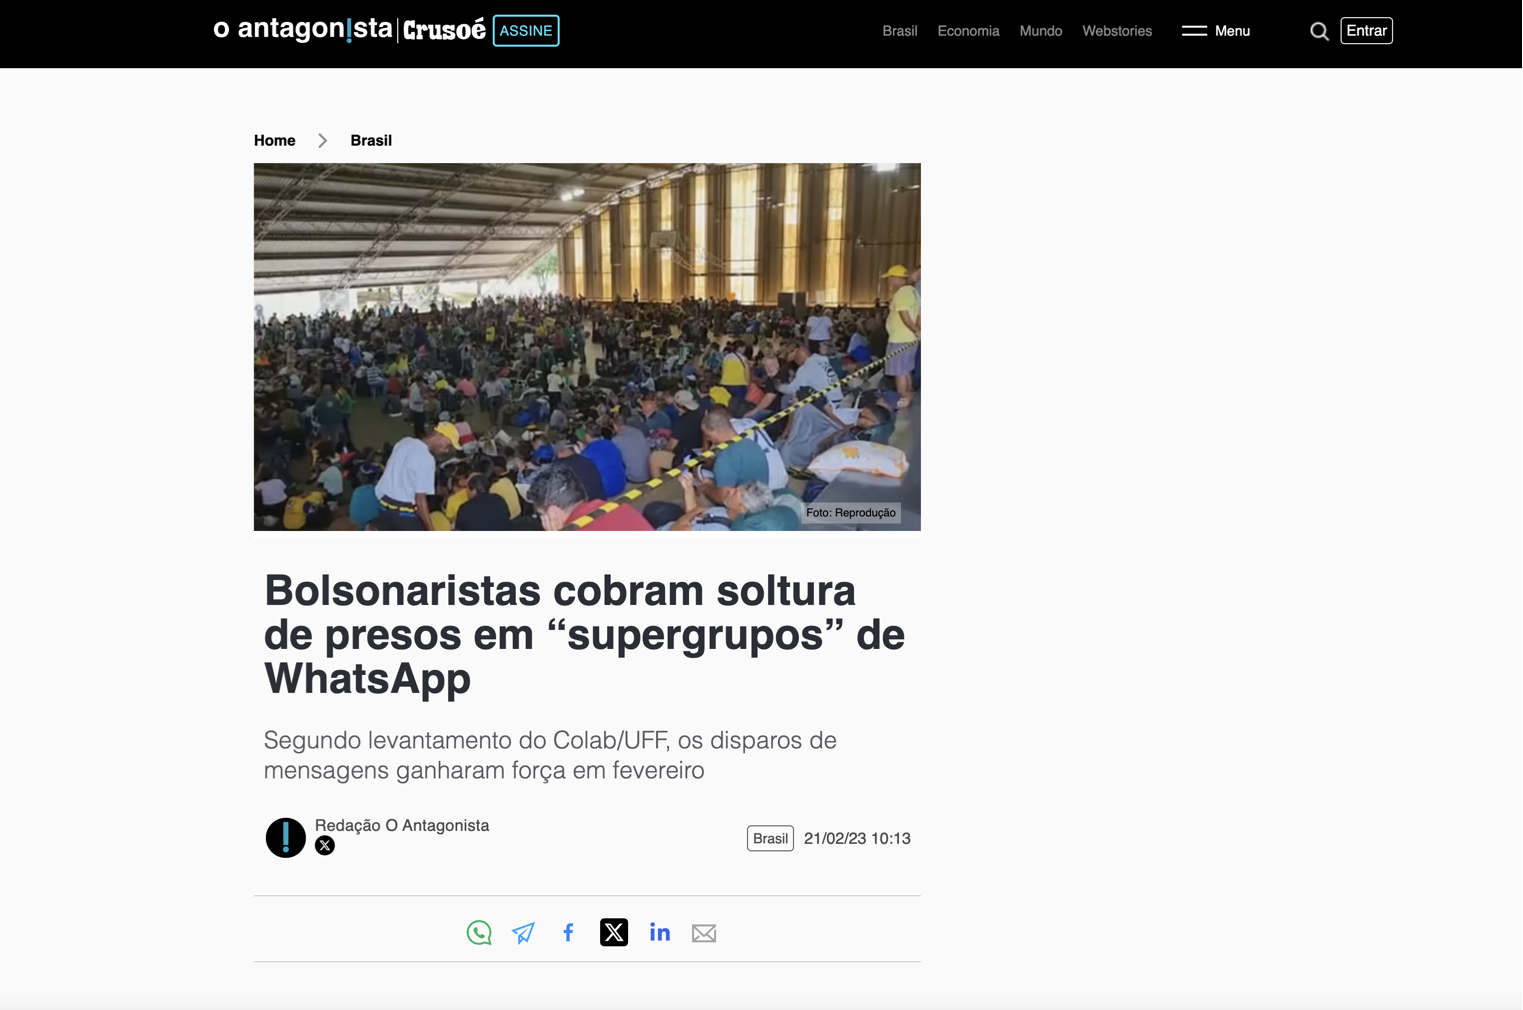 o antagonista
Crusoé
ASSINE
Brasil
Economia
Mundo
Webstories
Menu
Entrar
Home
Brasil
Foto: Reprodução
Bolsonaristas cobram soltura
de presos em “supergrupos” de
WhatsApp
Segundo levantamento do Colab/UFF, os disparos de
mensagens ganharam força em fevereiro
Redação O Antagonista
Brasil
21/02/23 10:13